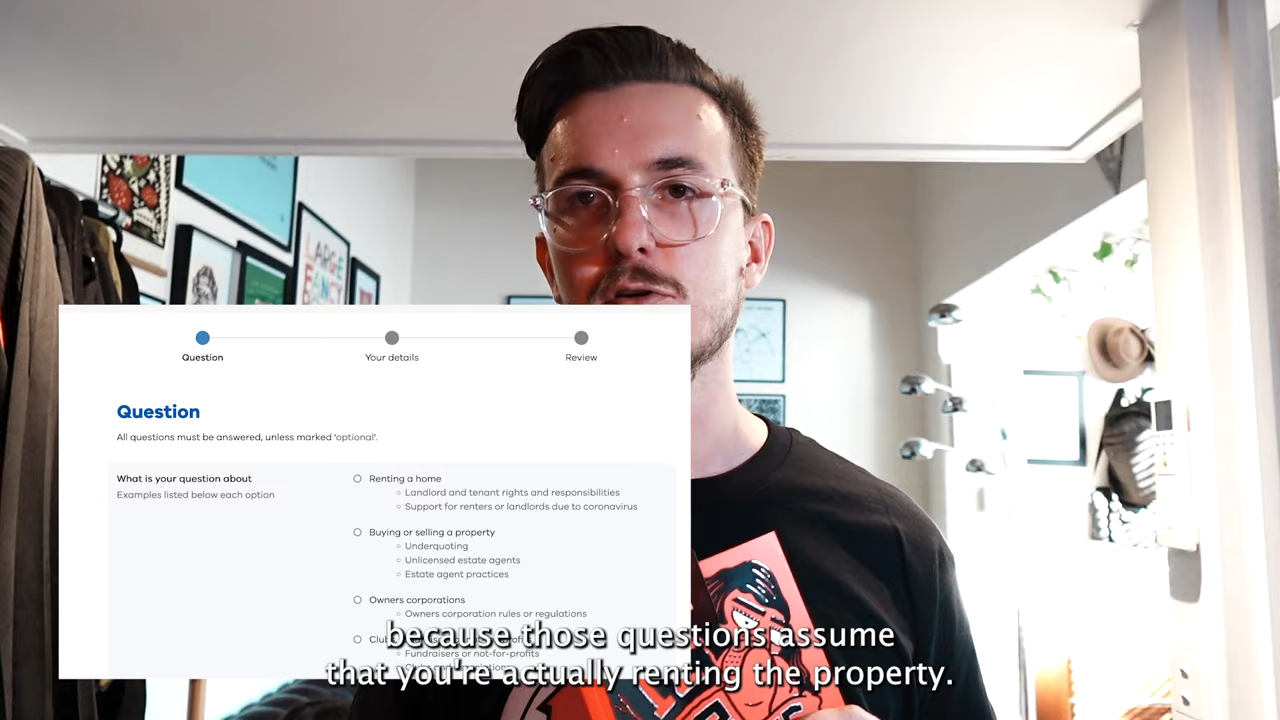 LARGE
Question
Your details
Review
Question
All questions must be answered, unless marked 'optional'.
What is your question about
Examples listed below each option
Renting a home
Landlord and tenant rights and responsibilities
Support for renters or landlords due to coronavirus
Buying or selling a property
Underquoting
Unlicensed estate agents
Estate agent practices
Owners corporations
Owners corporation rules or regulations
Fundraisers or not-for-profits
because those questions assume
that you're actually renting the property.